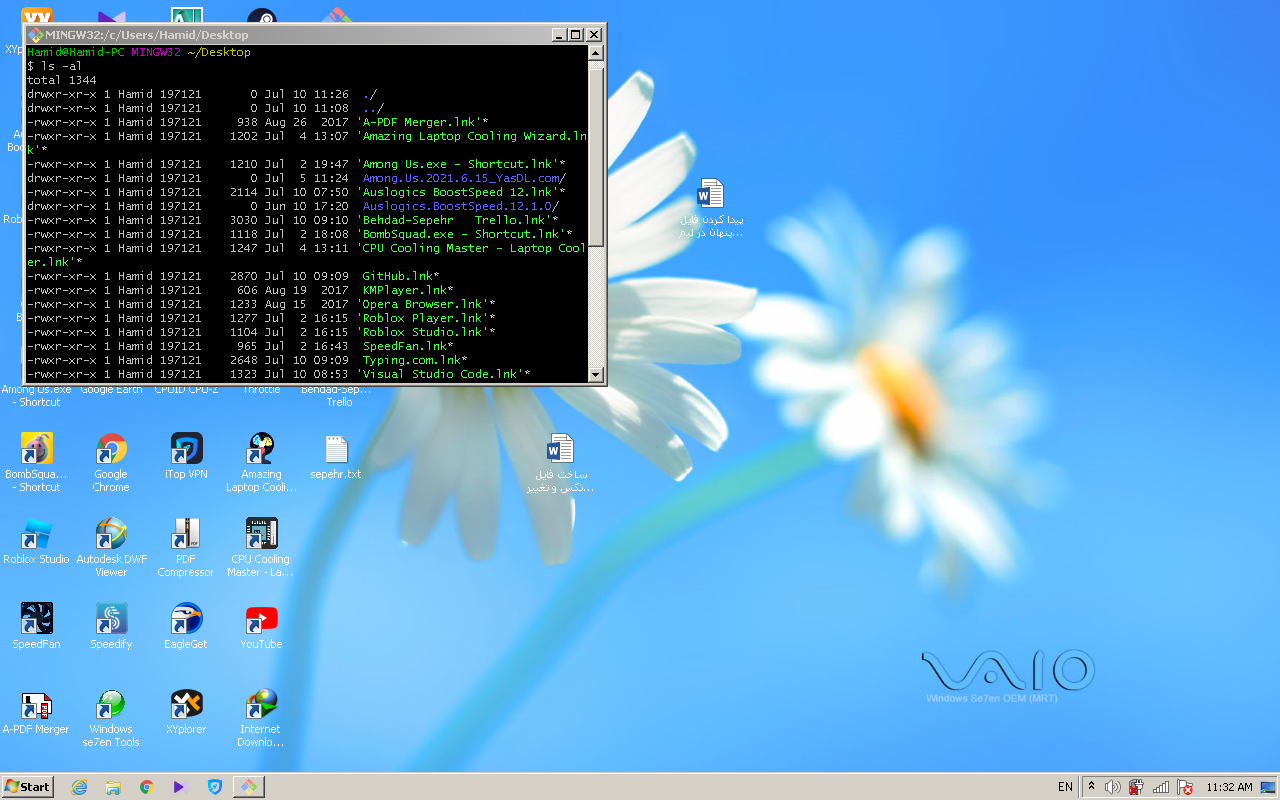 MINGW32:/c/Users/Hamid/Desktop
Hamid@Hamid-PC MINGW32 ~/Desktop
$ ls -al
total 1344
drwxr-xr-x 1 Hamid 197121 0 Jul 10 11:26 ./
drwxr-xr-x 1 Hamid 197121 0 Jul 10 11:08 ../
-rwxr-xr-x 1 Hamid 197121 938 Aug 26 2017 'A-PDF Merger.lnk'*
-rwxr-xr-x 1 Hamid 197121 1202 Jul 4 13:07 'Amazing Laptop Cooling Wizard.ln
k'*
-rwxr-xr-x 1 Hamid 197121 1210 Jul 2 19:47 'Among Us.exe - Shortcut.lnk'*
drwxr-xr-x 1 Hamid 197121 0 Jul 5 11:24 Among.Us.2021.6.15_YasDL.com/
-rwxr-xr-x 1 Hamid 197121 2114 Jul 10 07:50 'Auslogics BoostSpeed 12.lnk'*
drwxr-xr-x 1 Hamid 197121 0 Jun 10 17:20 Auslogics.BoostSpeed.12.1.0/
-rwxr-xr-x 1 Hamid 197121 3030 Jul 10 09:10 'Behdad-Sepehr Trello.lnk'*
-rwxr-xr-x 1 Hamid 197121 1118 Jul 2 18:08 'BombSquad.exe - Shortcut.lnk'*
-rwxr-xr-x 1 Hamid 197121 1247 Jul 4 13:11 'CPU Cooling Master - Laptop Cool
er.lnk'*
-rwxr-xr-x 1 Hamid 197121 2870 Jul 10 09:09 GitHub.lnk*
-rwxr-xr-x 1 Hamid 197121 606 Aug 19 2017 KMPlayer.lnk*
-rwxr-xr-x 1 Hamid 197121 1233 Aug 15 2017 'Opera Browser.lnk'*
-rwxr-xr-x 1 Hamid 197121 1277 Jul 2 16:15 'Roblox Player.lnk'*
-rwxr-xr-x 1 Hamid 197121 1104 Jul 2 16:15 'Roblox Studio.lnk'*
-rwxr-xr-x 1 Hamid 197121 965 Jul 2 16:43 SpeedFan.lnk*
-rwxr-xr-x 1 Hamid 197121 2648 Jul 10 09:09 Typing.com.lnk*
-rwxr-xr-x 1 Hamid 197121 1323 Jul 10 08:53 'Visual Studio Code.lnk'*
پیدا کردن فایل
پنهان در لیم...
Among Us.exe
- Shortcut
Google Earth
CPUID CPU-Z
Throttle
Behdad-Sep...
Trello
BombSqua...
- Shortcut
Google
Chrome
iTop VPN
Amazing
Laptop Cooli...
sepehr.txt
ساخت فایل
تکس و تغییر...
Roblox Studio
Autodesk DWF
Viewer
PDF
Compressor
CPU Cooling
Master - La...
SpeedFan
Speedify
EagleGet
YouTube
A-PDF Merger
Windows
se7en Tools
XYplorer
Internet
Downlo...
VAIO
Windows Se7en OEM (MRT)
Start
EN
11:32 AM